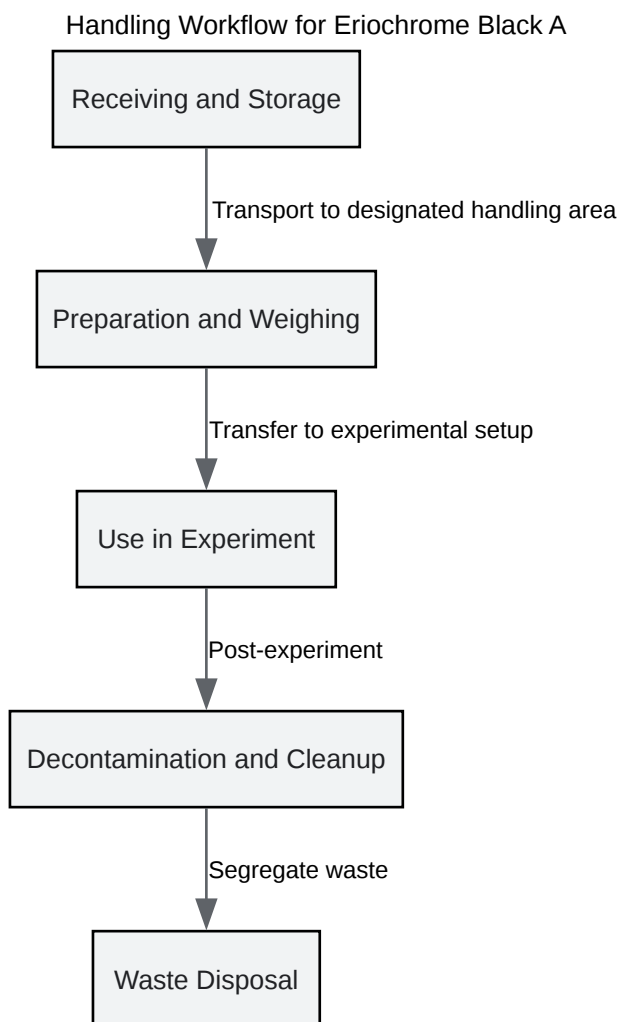 Handling Workflow for Eriochrome Black A
Receiving and Storage
Transport to designated handling area
Preparation and Weighing
Transfer to experimental setup
Use in Experiment
Post-experiment
Decontamination and Cleanup
Segregate waste
Waste Disposal